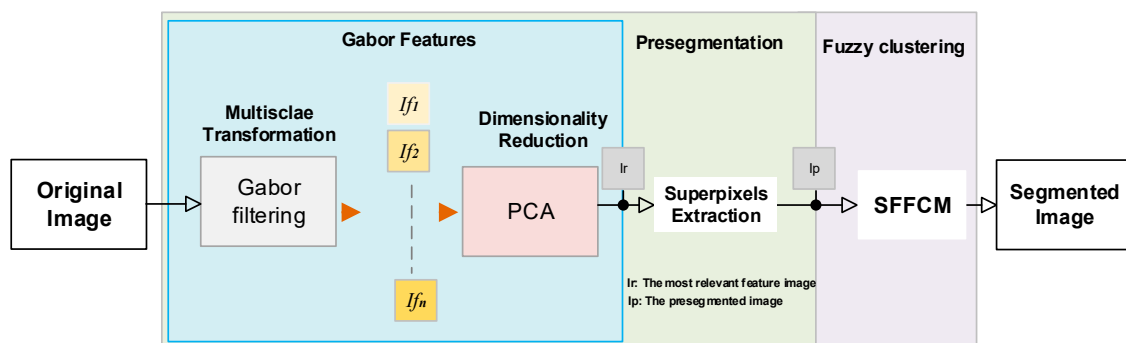 Gabor Features
Presegmentation
Fuzzy clustering
Multisclae
Transformation
If1
If2
Ifn
Dimensionality
Reduction
Original
Image
Gabor
filtering
PCA
Ir
Superpixels
Extraction
Ip
SFFCM
Segmented
Image
Ir: The most relevant feature image
Ip: The presegmented image